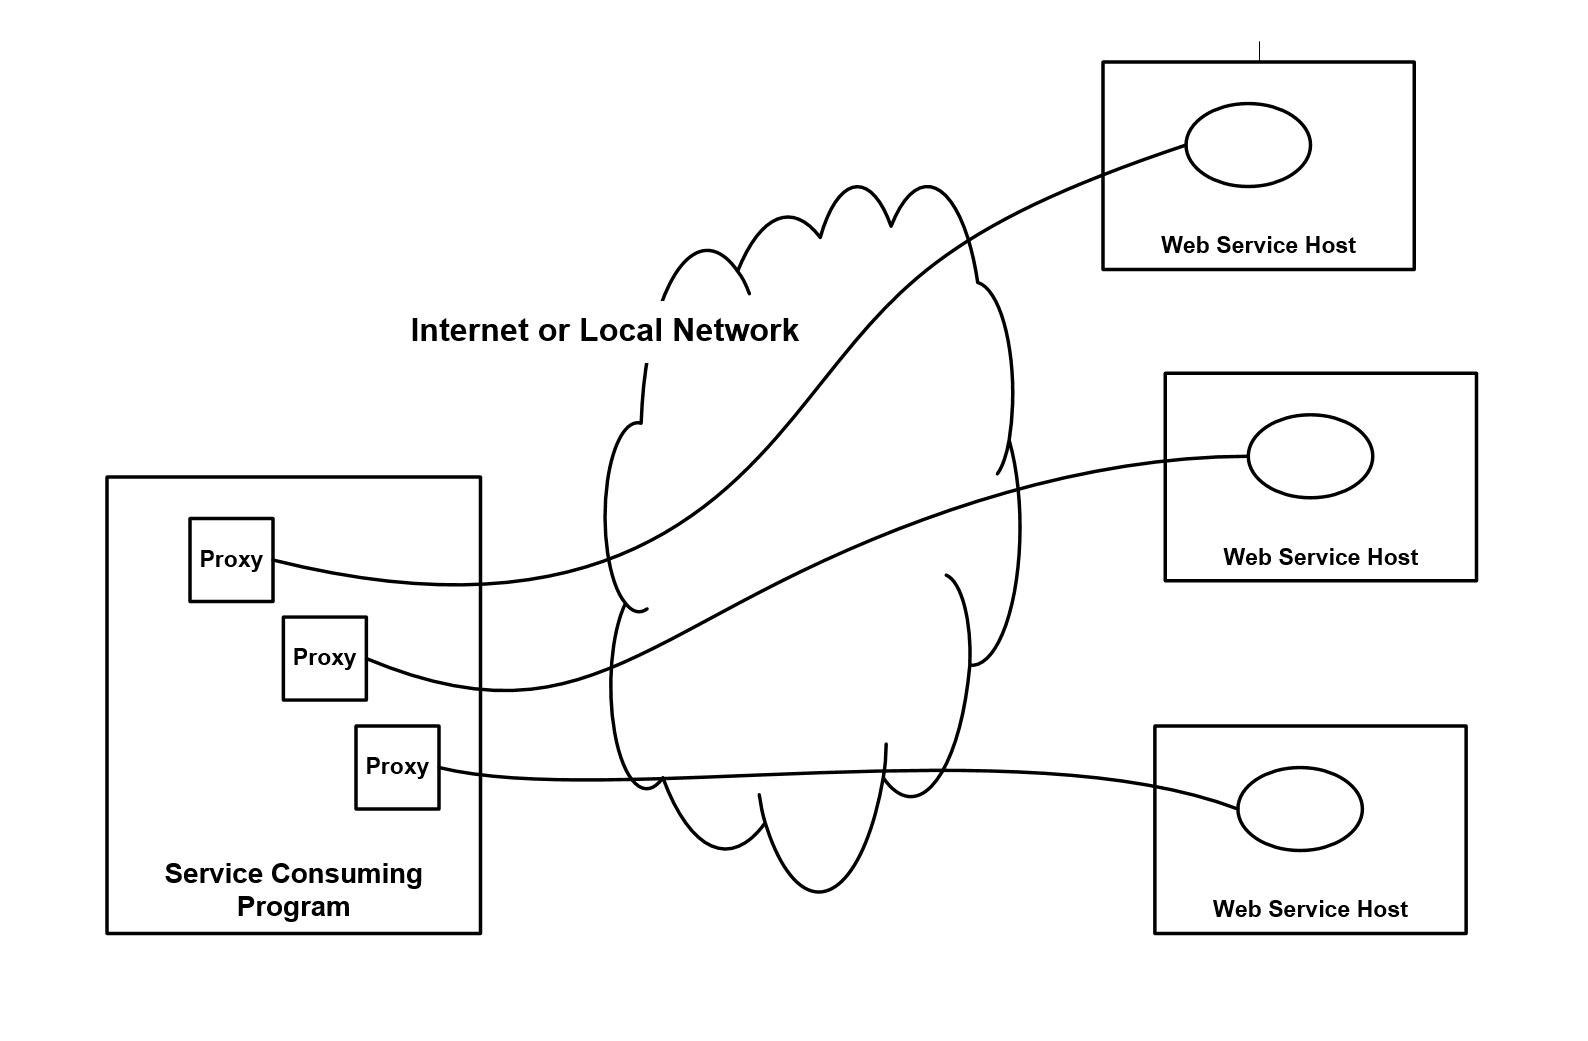 Web Service Host
Internet or Local Network
Proxy
Web Service Host
Proxy
Proxy
Service Consuming
Program
Web Service Host